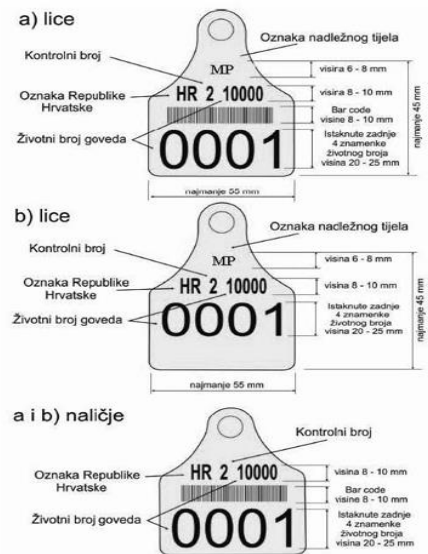 a) lice
Oznaka nadležnog tijela
Kontrolni broj
MP
visira 6 - 8 mm
Oznaka Republike
Hrvatske
HR 2 10000
visira 8 - 10 mm
Bar code
visine 8 - 10 mm
Životni broj goveda
0001
Istaknute zadnje
4 znamenke
životnog broja
visina 20 - 25 mm
najmanje 45 mm
najmanje 55 mm
b) lice
Oznaka nadležnog tijela
Kontrolni broj
MP
visina 6 - 8 mm
Oznaka Republike
Hrvatske
HR 2 10000
visina 8 - 10 mm
Životni broj goveda
0001
Istaknute zadnje
4 znamenke
životnog broja
visina 20 - 25 mm
najmanje 45 mm
najmanje 55 mm
a i b) naličje
Kontrolni broj
Oznaka Republike
Hrvatske
HR 2 10000
visina 8 - 10 mm
Bar code
visine 8 - 10 mm
Životni broj goveda
0001
Istaknute zadnje
4 znamenke
životnog broja
visina 20 - 25 mm